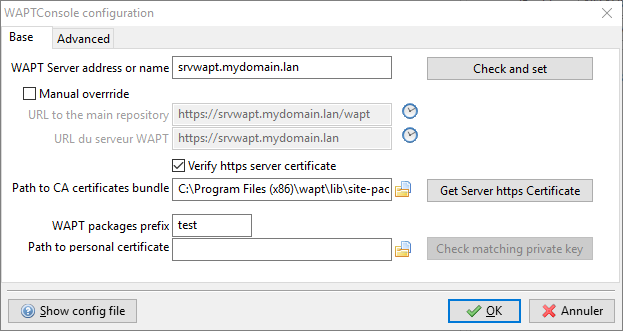 WAPTConsole configuration
Base Advanced
WAPT Server address or name srvwapt.mydomain.lan Check and set
Manual overrride
URL to the main repository https://srvwapt.mydomain.lan/wapt
URL du serveur WAPT https://srvwapt.mydomain.lan
Verify https server certificate
Path to CA certificates bundle C:\Program Files (x86)\wapt\lib\site-pac Get Server https Certificate
WAPT packages prefix test
Path to personal certificate Check matching private key
Show config file OK Annuler